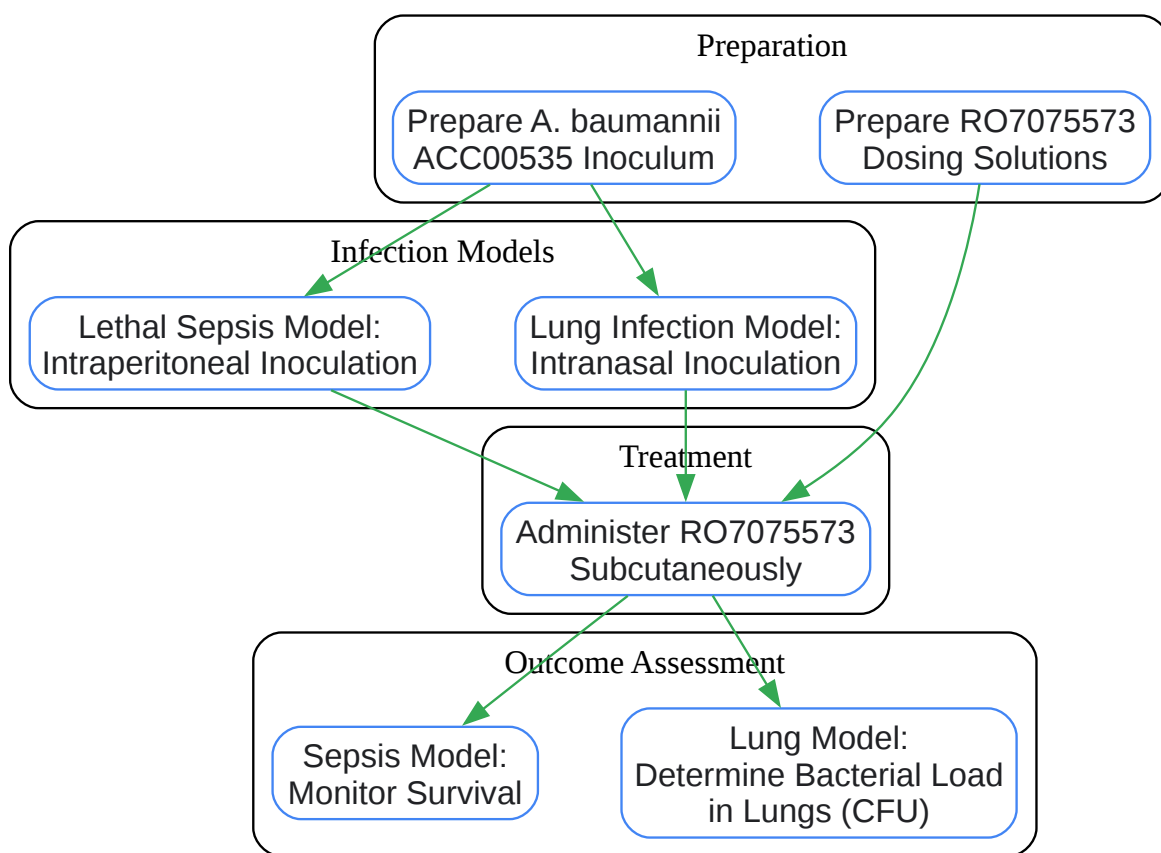 Preparation
Prepare A. baumannii
ACC00535 Inoculum
Prepare RO7075573
Dosing Solutions
Infection Models
Lethal Sepsis Model:
Intraperitoneal Inoculation
Lung Infection Model:
Intranasal Inoculation
Treatment
Administer RO7075573
Subcutaneously
Outcome Assessment
Sepsis Model:
Monitor Survival
Lung Model:
Determine Bacterial Load
in Lungs (CFU)